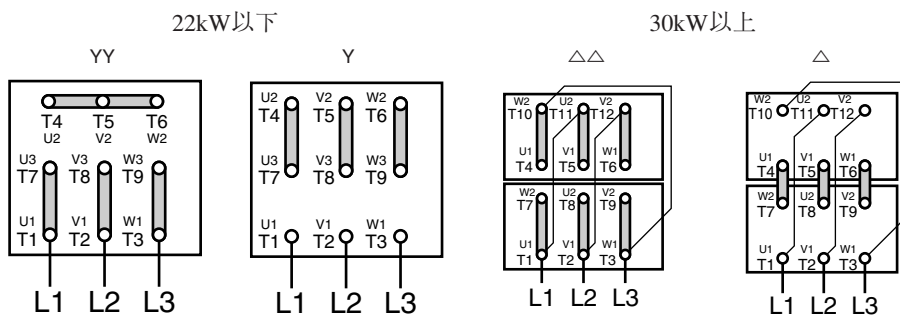 22kW以下
30kW以上
YY
Y
△△
△
T4 T5 T6
U2 V2 W2
U3 V3 W3
T7 T8 T9
U1 V1 W1
T1 T2 T3
L1 L2 L3
U2 V2 W2
T4 T5 T6
U3 V3 W3
T7 T8 T9
U1 V1 W1
T1 T2 T3
L1 L2 L3
W2 U2 V2
T10 T11 T12
U1 V1 W1
T4 T5 T6
W2 U2 V2
T7 T8 T9
U1 V1 W1
T1 T2 T3
L1 L2 L3
W2 U2 V2
T10 T11 T12
U1 V1 W1
T4 T5 T6
W2 U2 V2
T7 T8 T9
U1 V1 W1
T1 T2 T3
L1 L2 L3